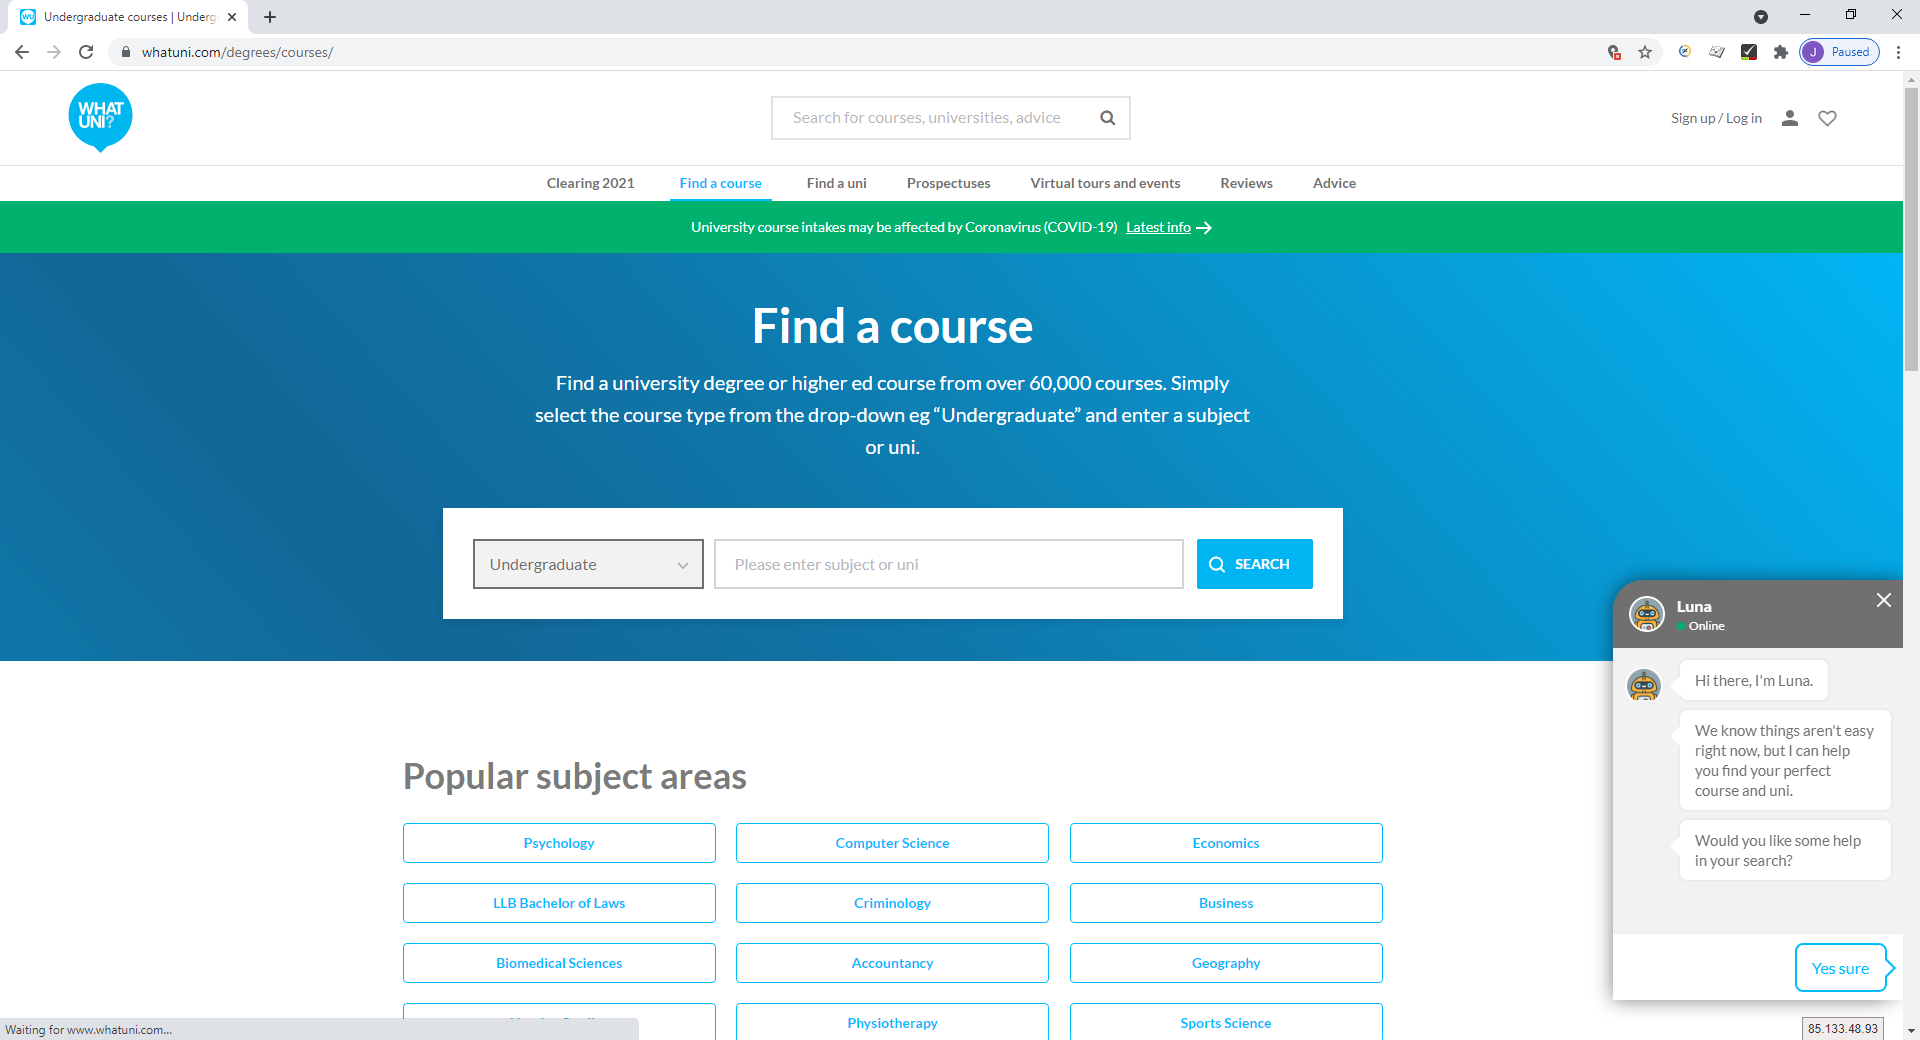 Undergraduate courses | Underg
whatuni.com/degrees/courses/
J Paused
WHAT
UNI?
Search for courses, universities, advice
Sign up / Log in
Clearing 2021
Find a course
Find a uni
Prospectuses
Virtual tours and events
Reviews
Advice
University course intakes may be affected by Coronavirus (COVID-19) Latest info
Find a course
Find a university degree or higher ed course from over 60,000 courses. Simply
select the course type from the drop-down eg “Undergraduate” and enter a subject
or uni.
Undergraduate
Please enter subject or uni
SEARCH
Luna
Online
Hi there, I'm Luna.
We know things aren't easy
right now, but I can help
you find your perfect
course and uni.
Would you like some help
in your search?
Yes sure
Popular subject areas
Psychology
Computer Science
Economics
LLB Bachelor of Laws
Criminology
Business
Biomedical Sciences
Accountancy
Geography
Physiotherapy
Sports Science
Waiting for www.whatuni.com...
85.133.48.93